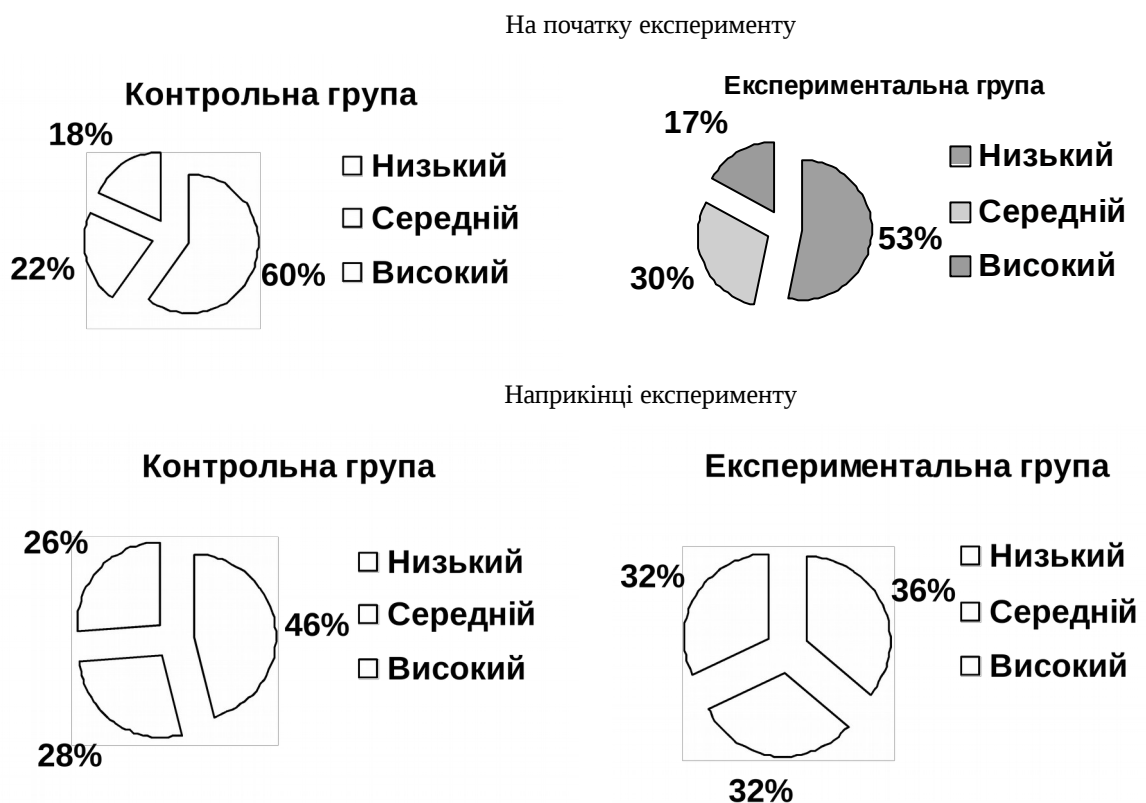 На початку експерименту
Контрольна група
18%
22%
60%
Низький
Середній
Високий
Експериментальна група
17%
30%
53%
Низький
Середній
Високий
Наприкінці експерименту
Контрольна група
26%
28%
46%
Низький
Середній
Високий
Експериментальна група
32%
36%
32%
Низький
Середній
Високий